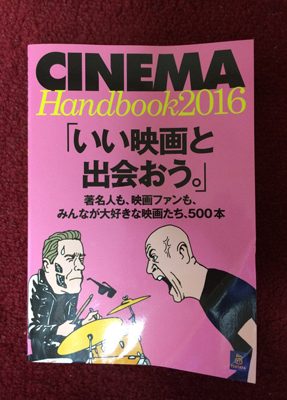 CINEMA
Handbook2016
「いい映画と
出会おう。」
著名人も、映画ファンも、
みんなが大好きな映画たち、500本